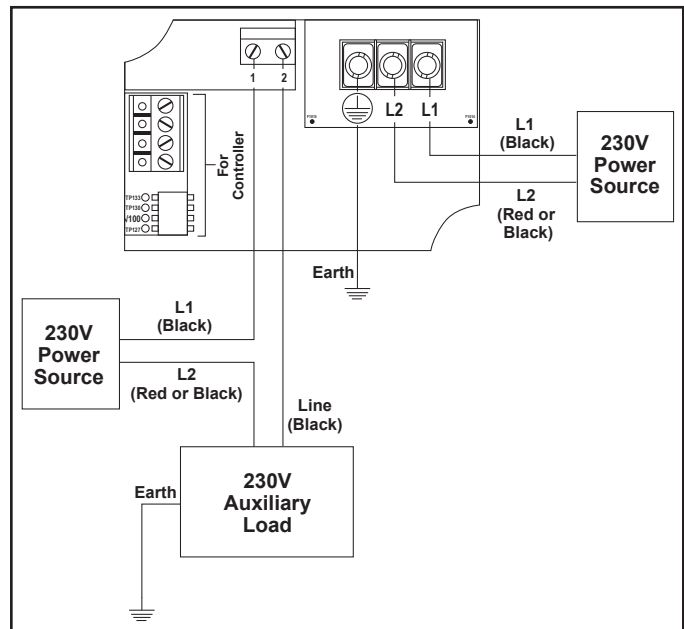 1 2
L2 L1
For
Controller
TP133
TP130
V100
TP127
L1
(Black)
230V
Power
Source
L2
(Red or
Black)
Earth
230V
Power
Source
L1
(Black)
L2
(Red or Black)
Line
(Black)
Earth
230V
Auxiliary
Load